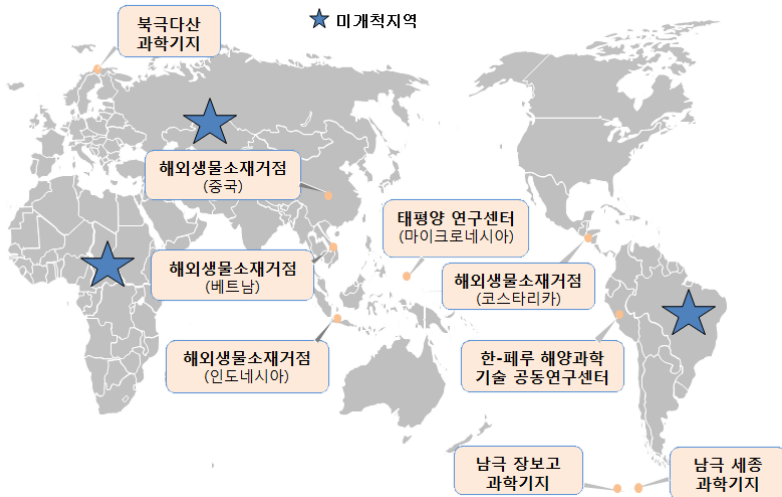 북극다산
과학기지
미개척지역
해외생물소재거점
(중국)
태평양 연구센터
(마이크로네시아)
해외생물소재거점
(베트남)
해외생물소재거점
(코스타리카)
해외생물소재거점
(인도네시아)
한-페루 해양과학
기술 공동연구센터
남극 장보고
과학기지
남극 세종
과학기지